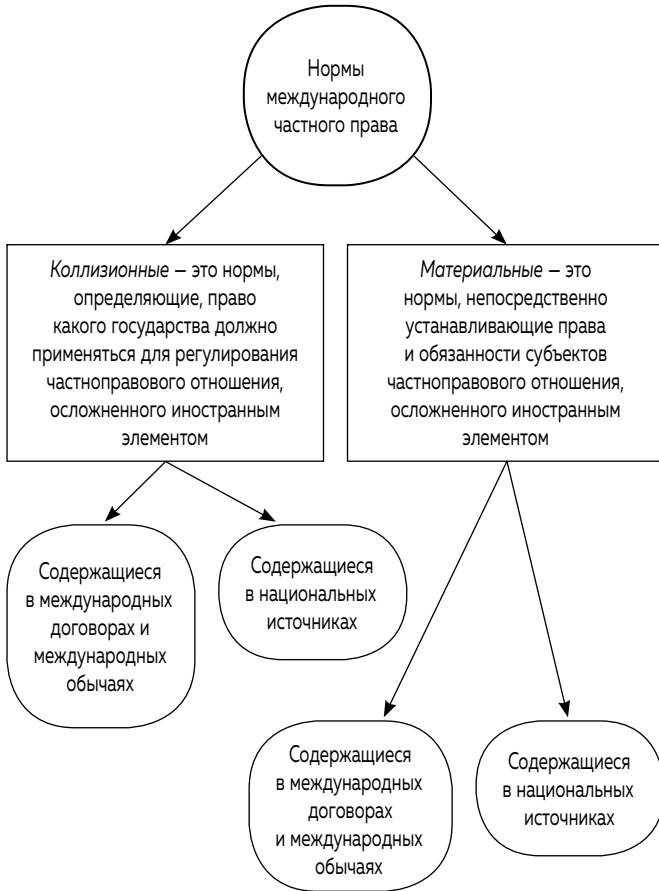 Нормы
международного
частного права
Коллизионные – это нормы,
определяющие, право
какого государства должно
применяться для регулирования
частноправового отношения,
осложненного иностранным
элементом
Материальные – это
нормы, непосредственно
устанавливающие права
и обязанности субъектов
частноправового отношения,
осложненного иностранным
элементом
Содержащиеся
в международных
договорах и
международных
обычаях
Содержащиеся
в национальных
источниках
Содержащиеся
в международных
договорах
и международных
обычаях
Содержащиеся
в национальных
источниках